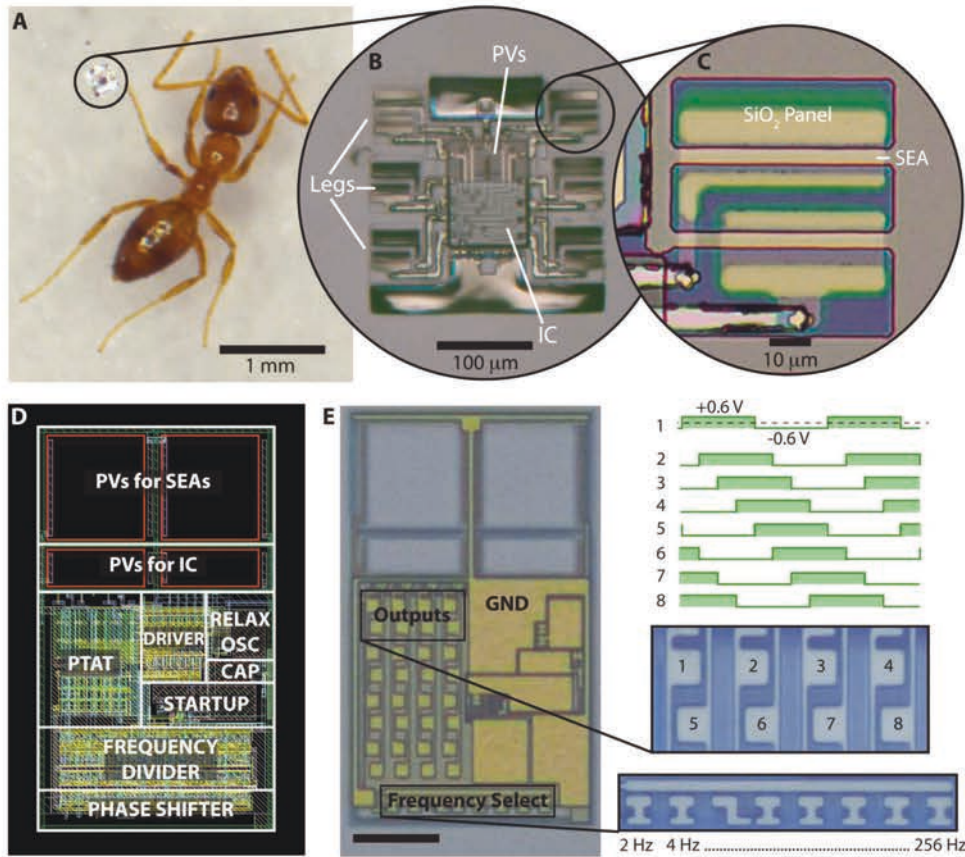 A
1 mm
B
PVs
Legs
IC
100 μm
C
SiO₂ Panel
SEA
10 μm
D
PVs for SEAs
PVs for IC
PTAT
DRIVER
RELAX
OSC
CAP
STARTUP
FREQUENCY
DIVIDER
PHASE SHIFTER
E
Outputs
GND
Frequency Select
+0.6 V
-0.6 V
1
2
3
4
5
6
7
8
1 2 3 4
5 6 7 8
2 Hz 4 Hz ........................ 256 Hz